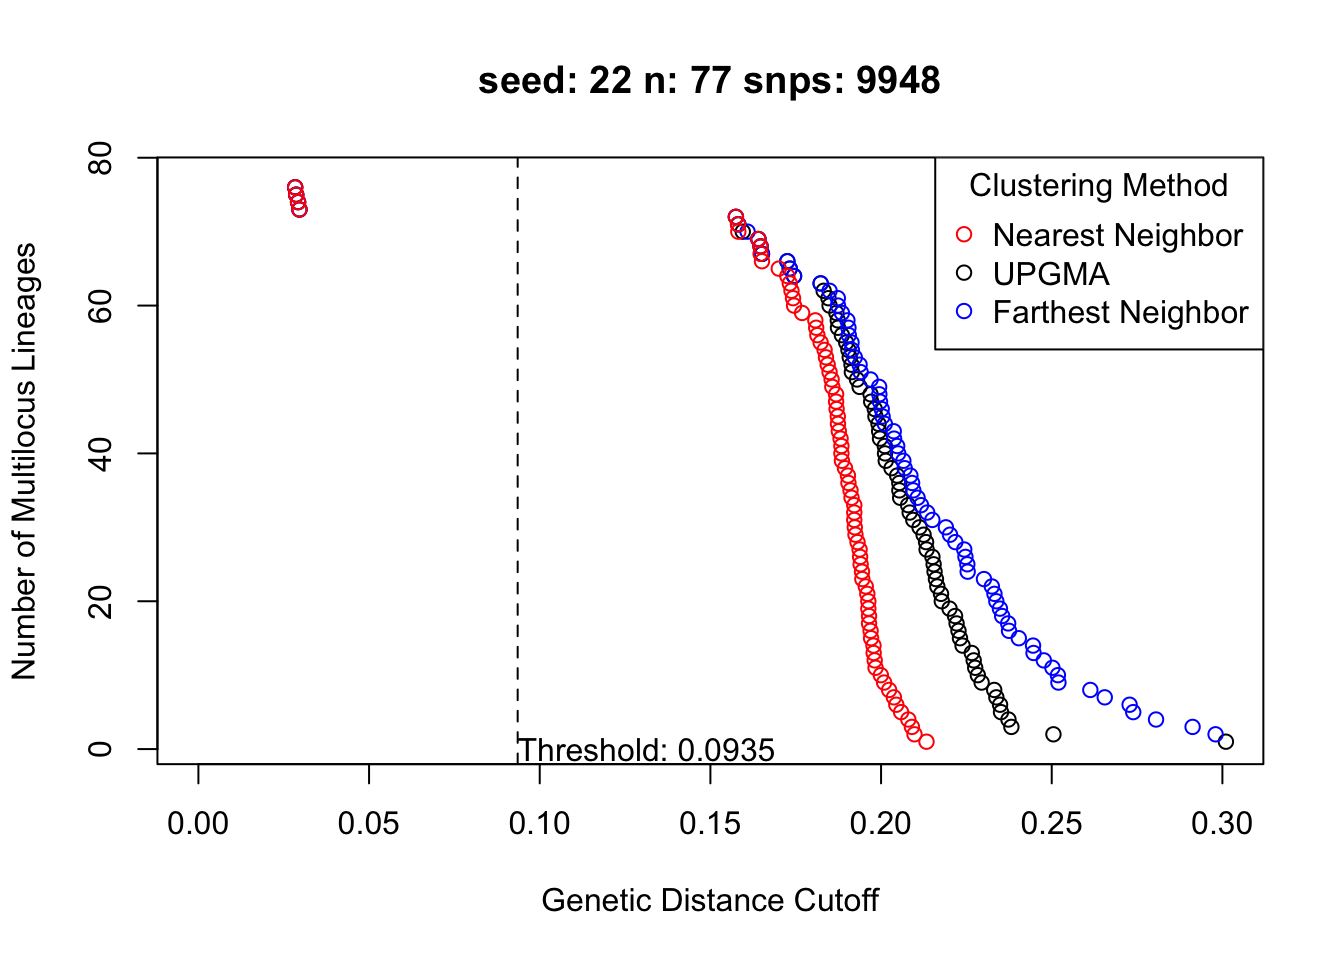 seed: 22 n: 77 snps: 9948
Number of Multilocus Lineages
80
60
40
20
0
Clustering Method
Nearest Neighbor
UPGMA
Farthest Neighbor
Threshold: 0.0935
0.00 0.05 0.10 0.15 0.20 0.25 0.30
Genetic Distance Cutoff